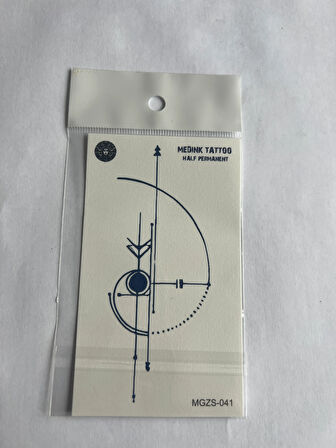 MEDINK TATTOO
HALF PERMANENT
MGZS-041